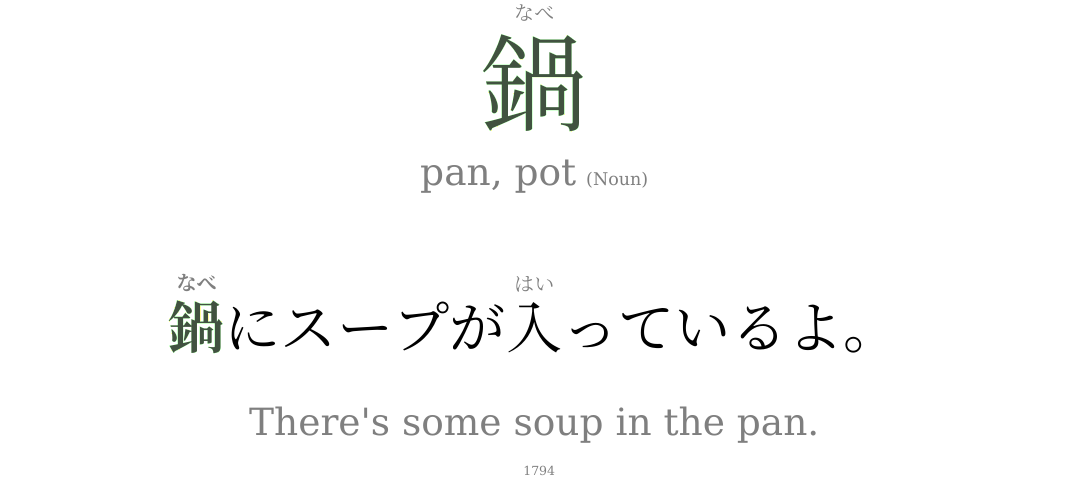 なべ
鍋
pan, pot (Noun)
なべ はい
鍋にスープが入っているよ。
There's some soup in the pan.
1794